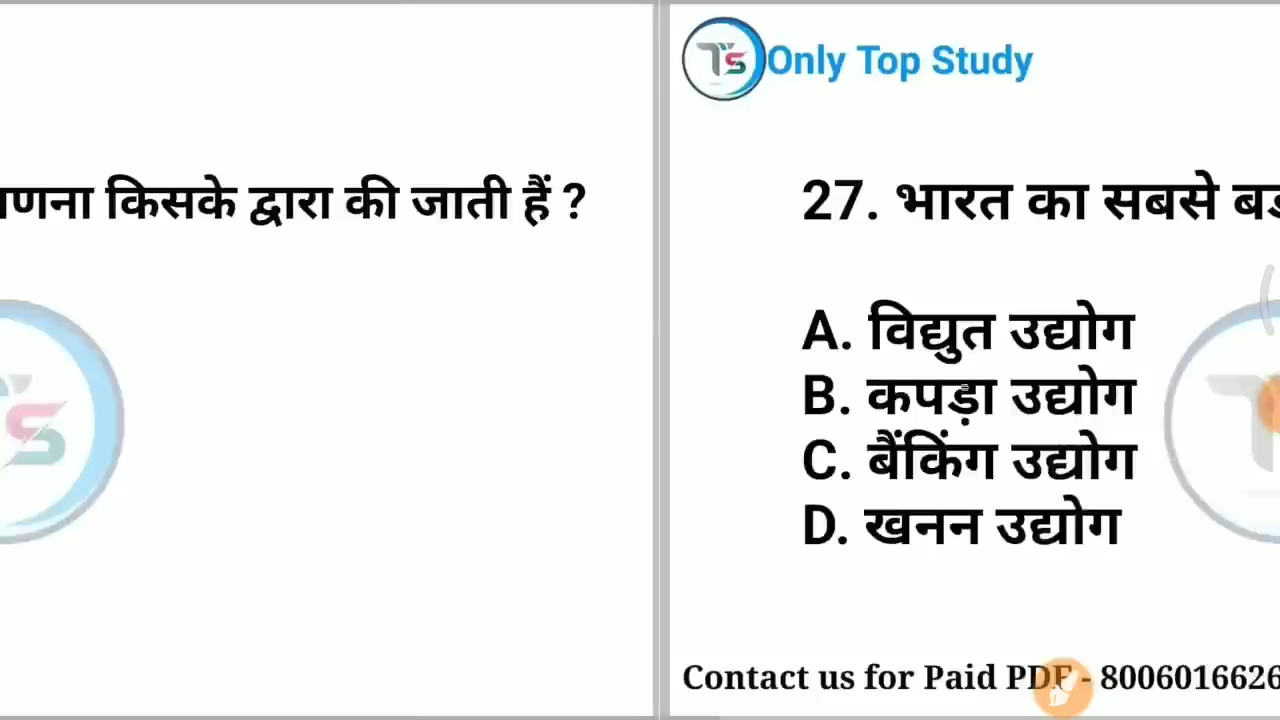 किसके द्वारा की जाती हैं ?
TS Only Top Study
27. भारत का सबसे
A. विद्युत उद्योग
B. कपड़ा उद्योग
C. बैंकिंग उद्योग
D. खनन उद्योग
Contact us for Paid PDF - 8006016626